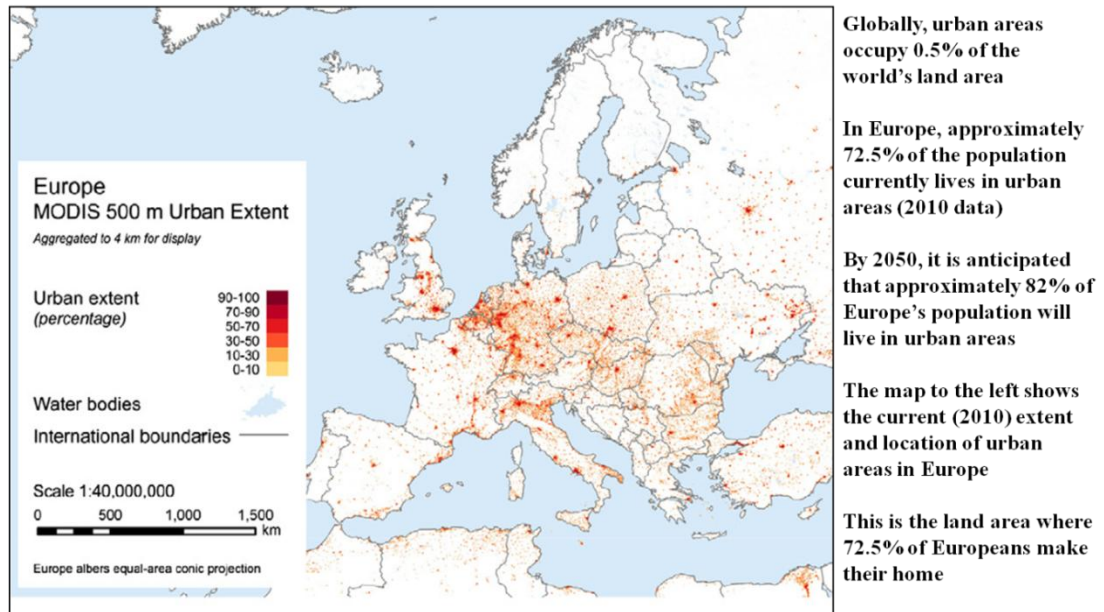 Europe
MODIS 500 m Urban Extent
Aggregated to 4 km for display
Urban extent
(percentage)
90-100
70-90
50-70
30-50
10-30
0-10
Water bodies
International boundaries
Scale 1:40,000,000
0 500 1,000 1,500
km
Europe albers equal-area conic projection
Globally, urban areas
occupy 0.5% of the
world's land area
In Europe, approximately
72.5% of the population
currently lives in urban
areas (2010 data)
By 2050, it is anticipated
that approximately 82% of
Europe's population will
live in urban areas
The map to the left shows
the current (2010) extent
and location of urban
areas in Europe
This is the land area where
72.5% of Europeans make
their home